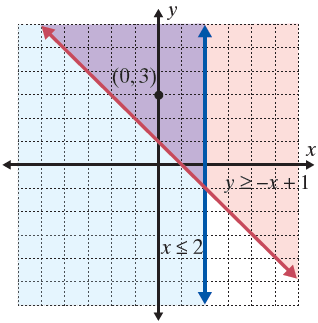 y
(0, 3)
x
y ≥ −x + 1
x ≤ 2